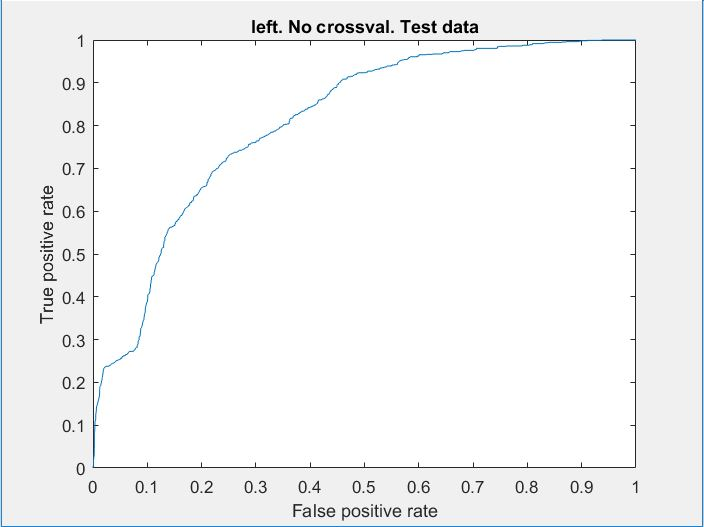 left. No crossval. Test data
1
0.9
0.8
0.7
0.6
0.5
0.4
0.3
0.2
0.1
0
True positive rate
0 0.1 0.2 0.3 0.4 0.5 0.6 0.7 0.8 0.9 1
False positive rate